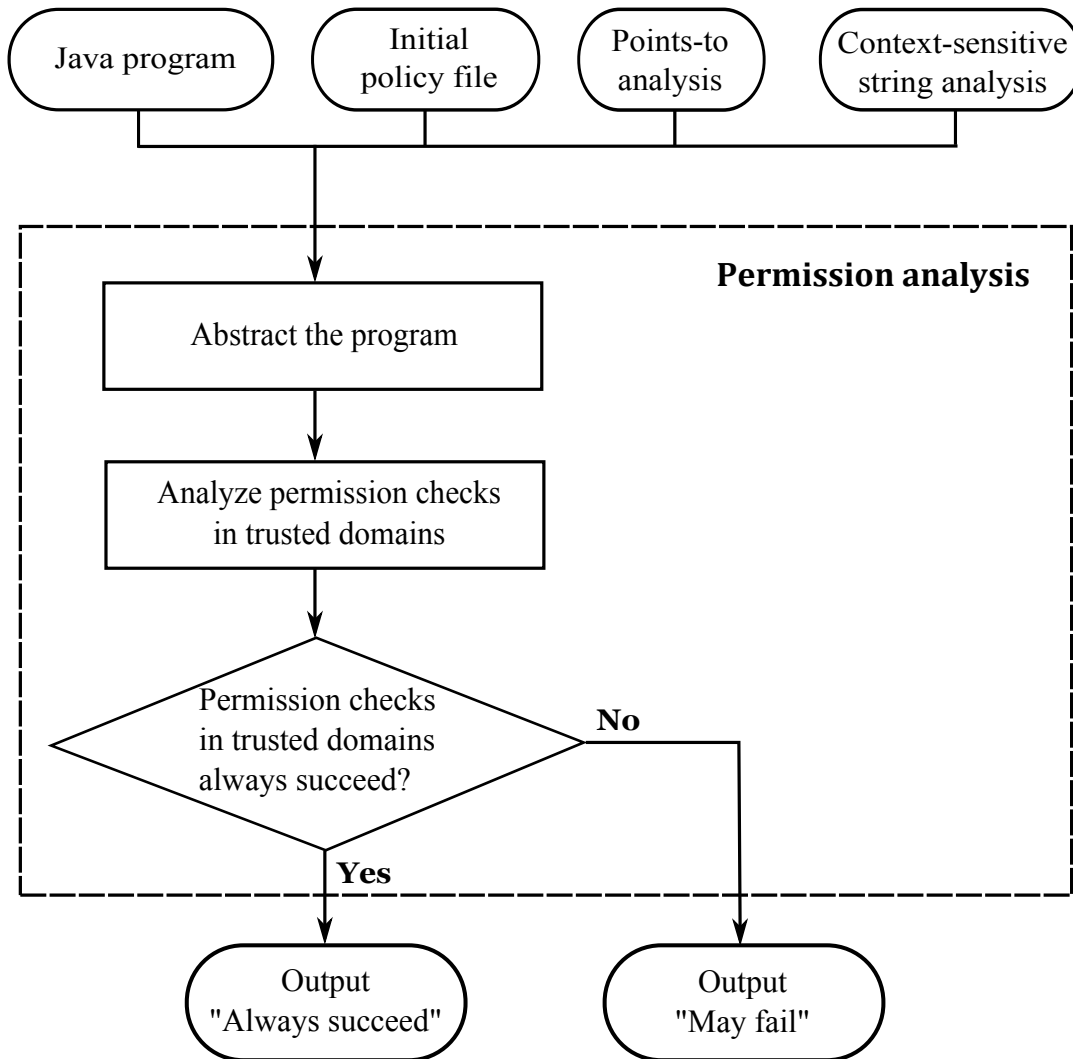 Java program
Initial
policy file
Points-to
analysis
Context-sensitive
string analysis
Permission analysis
Abstract the program
Analyze permission checks
in trusted domains
Permission checks
in trusted domains
always succeed?
No
Yes
Output
"Always succeed"
Output
"May fail"